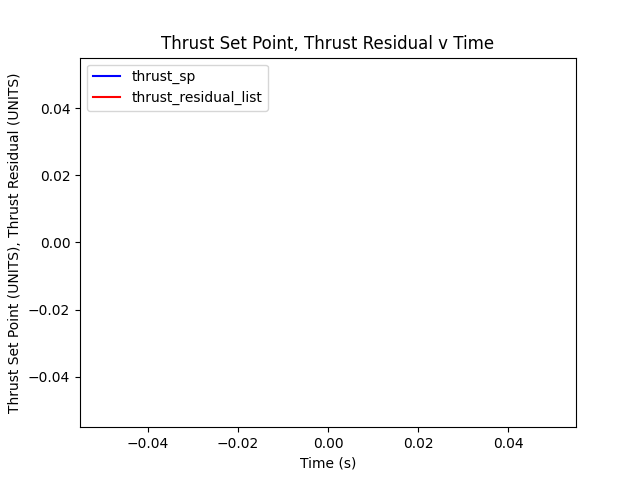 Thrust Set Point, Thrust Residual v Time
thrust_sp
thrust_residual_list
Thrust Set Point (UNITS), Thrust Residual (UNITS)
0.04
0.02
0.00
−0.02
−0.04
−0.04 −0.02 0.00 0.02 0.04
Time (s)